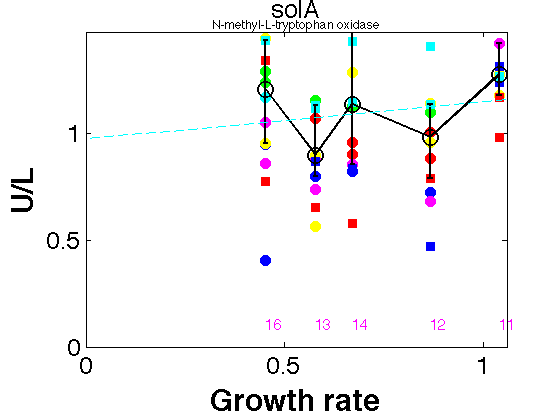 solA
N-methyl-L-tryptophan oxidase
U/L
1
0.5
0
16 13 14 12 11
0 0.5 1
Growth rate